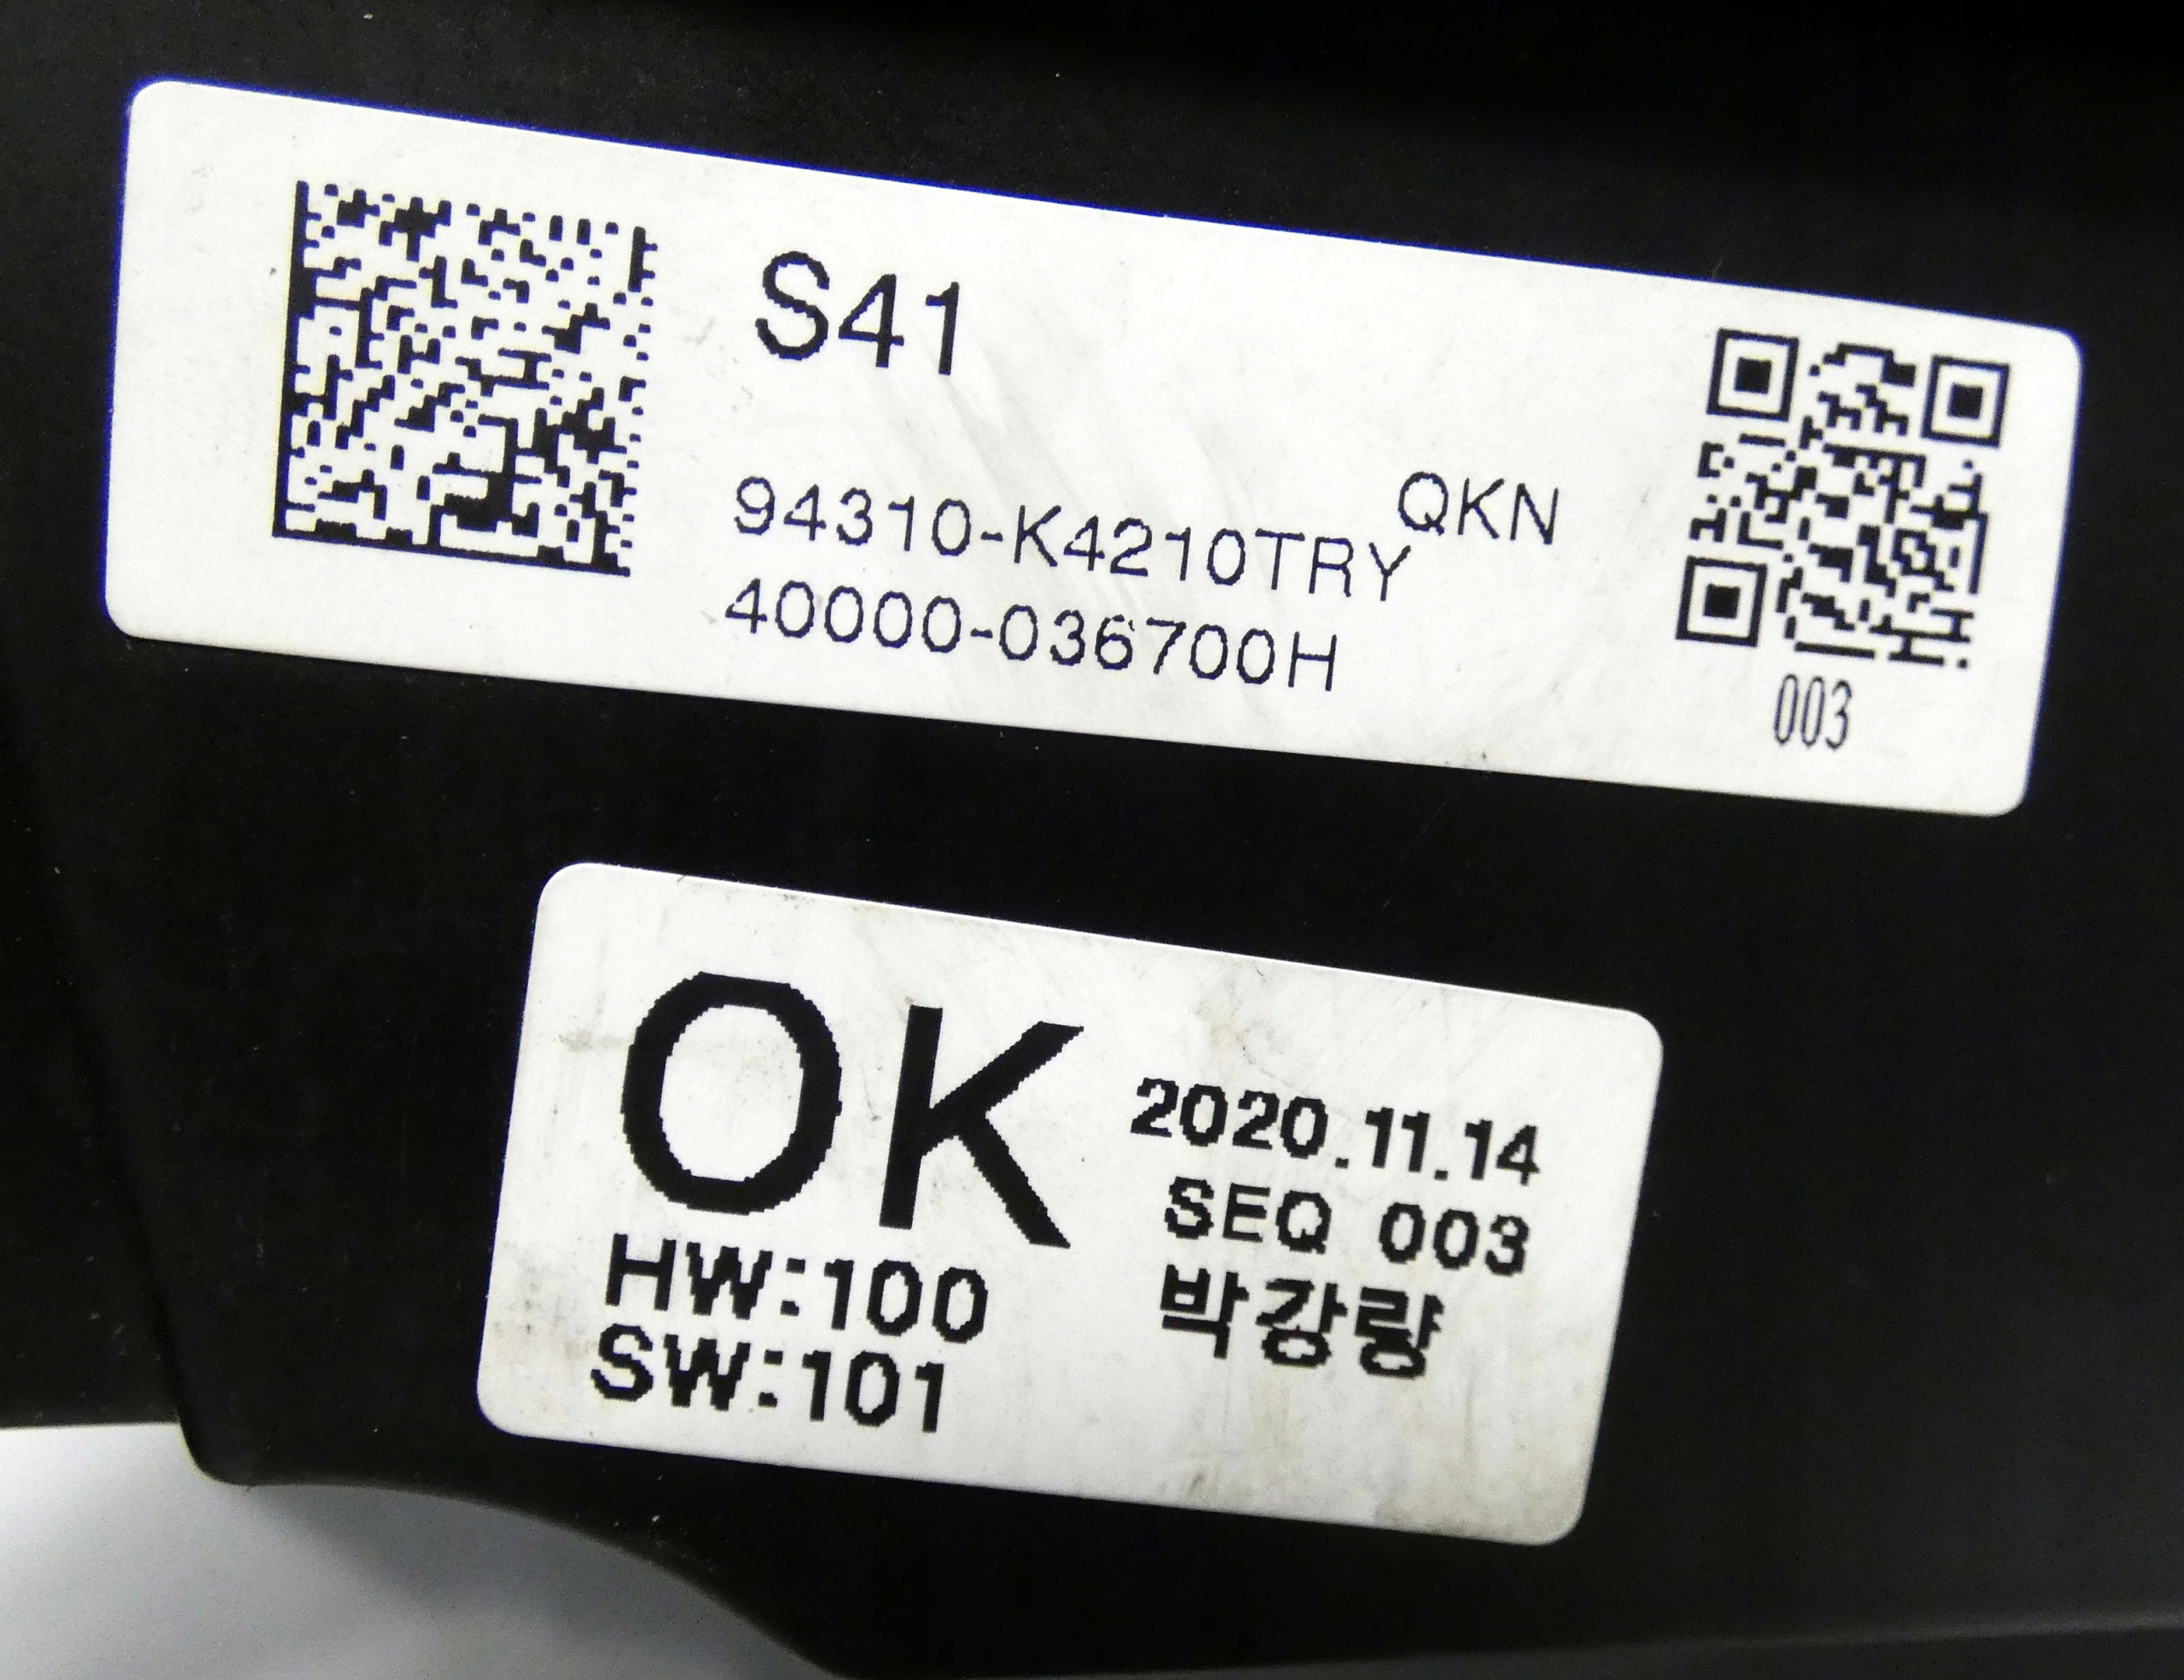 S41
QKN
94310-K4210TRY
40000-036700H
003
OK
2020.11.14
SEQ 003
박강량
HW:100
SW:101